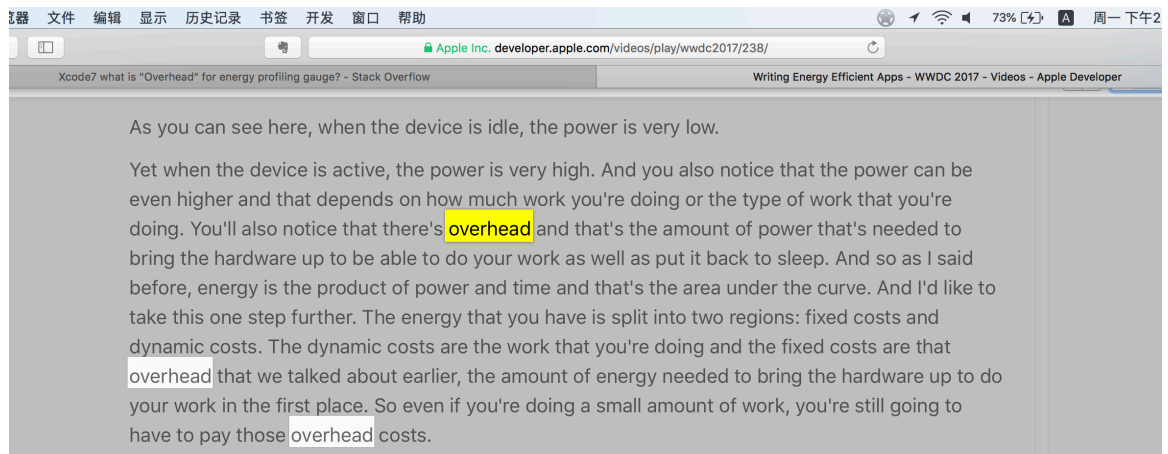 览器 文件 编辑 显示 历史记录 书签 开发 窗口 帮助 73% A 周一 下午2
Apple Inc. developer.apple.com/videos/play/wwdc2017/238/
Xcode7 what is "Overhead" for energy profiling gauge? - Stack Overflow Writing Energy Efficient Apps - WWDC 2017 - Videos - Apple Developer
As you can see here, when the device is idle, the power is very low.
Yet when the device is active, the power is very high. And you also notice that the power can be
even higher and that depends on how much work you're doing or the type of work that you're
doing. You'll also notice that there's overhead and that's the amount of power that's needed to
bring the hardware up to be able to do your work as well as put it back to sleep. And so as I said
before, energy is the product of power and time and that's the area under the curve. And I'd like to
take this one step further. The energy that you have is split into two regions: fixed costs and
dynamic costs. The dynamic costs are the work that you're doing and the fixed costs are that
overhead that we talked about earlier, the amount of energy needed to bring the hardware up to do
your work in the first place. So even if you're doing a small amount of work, you're still going to
have to pay those overhead costs.